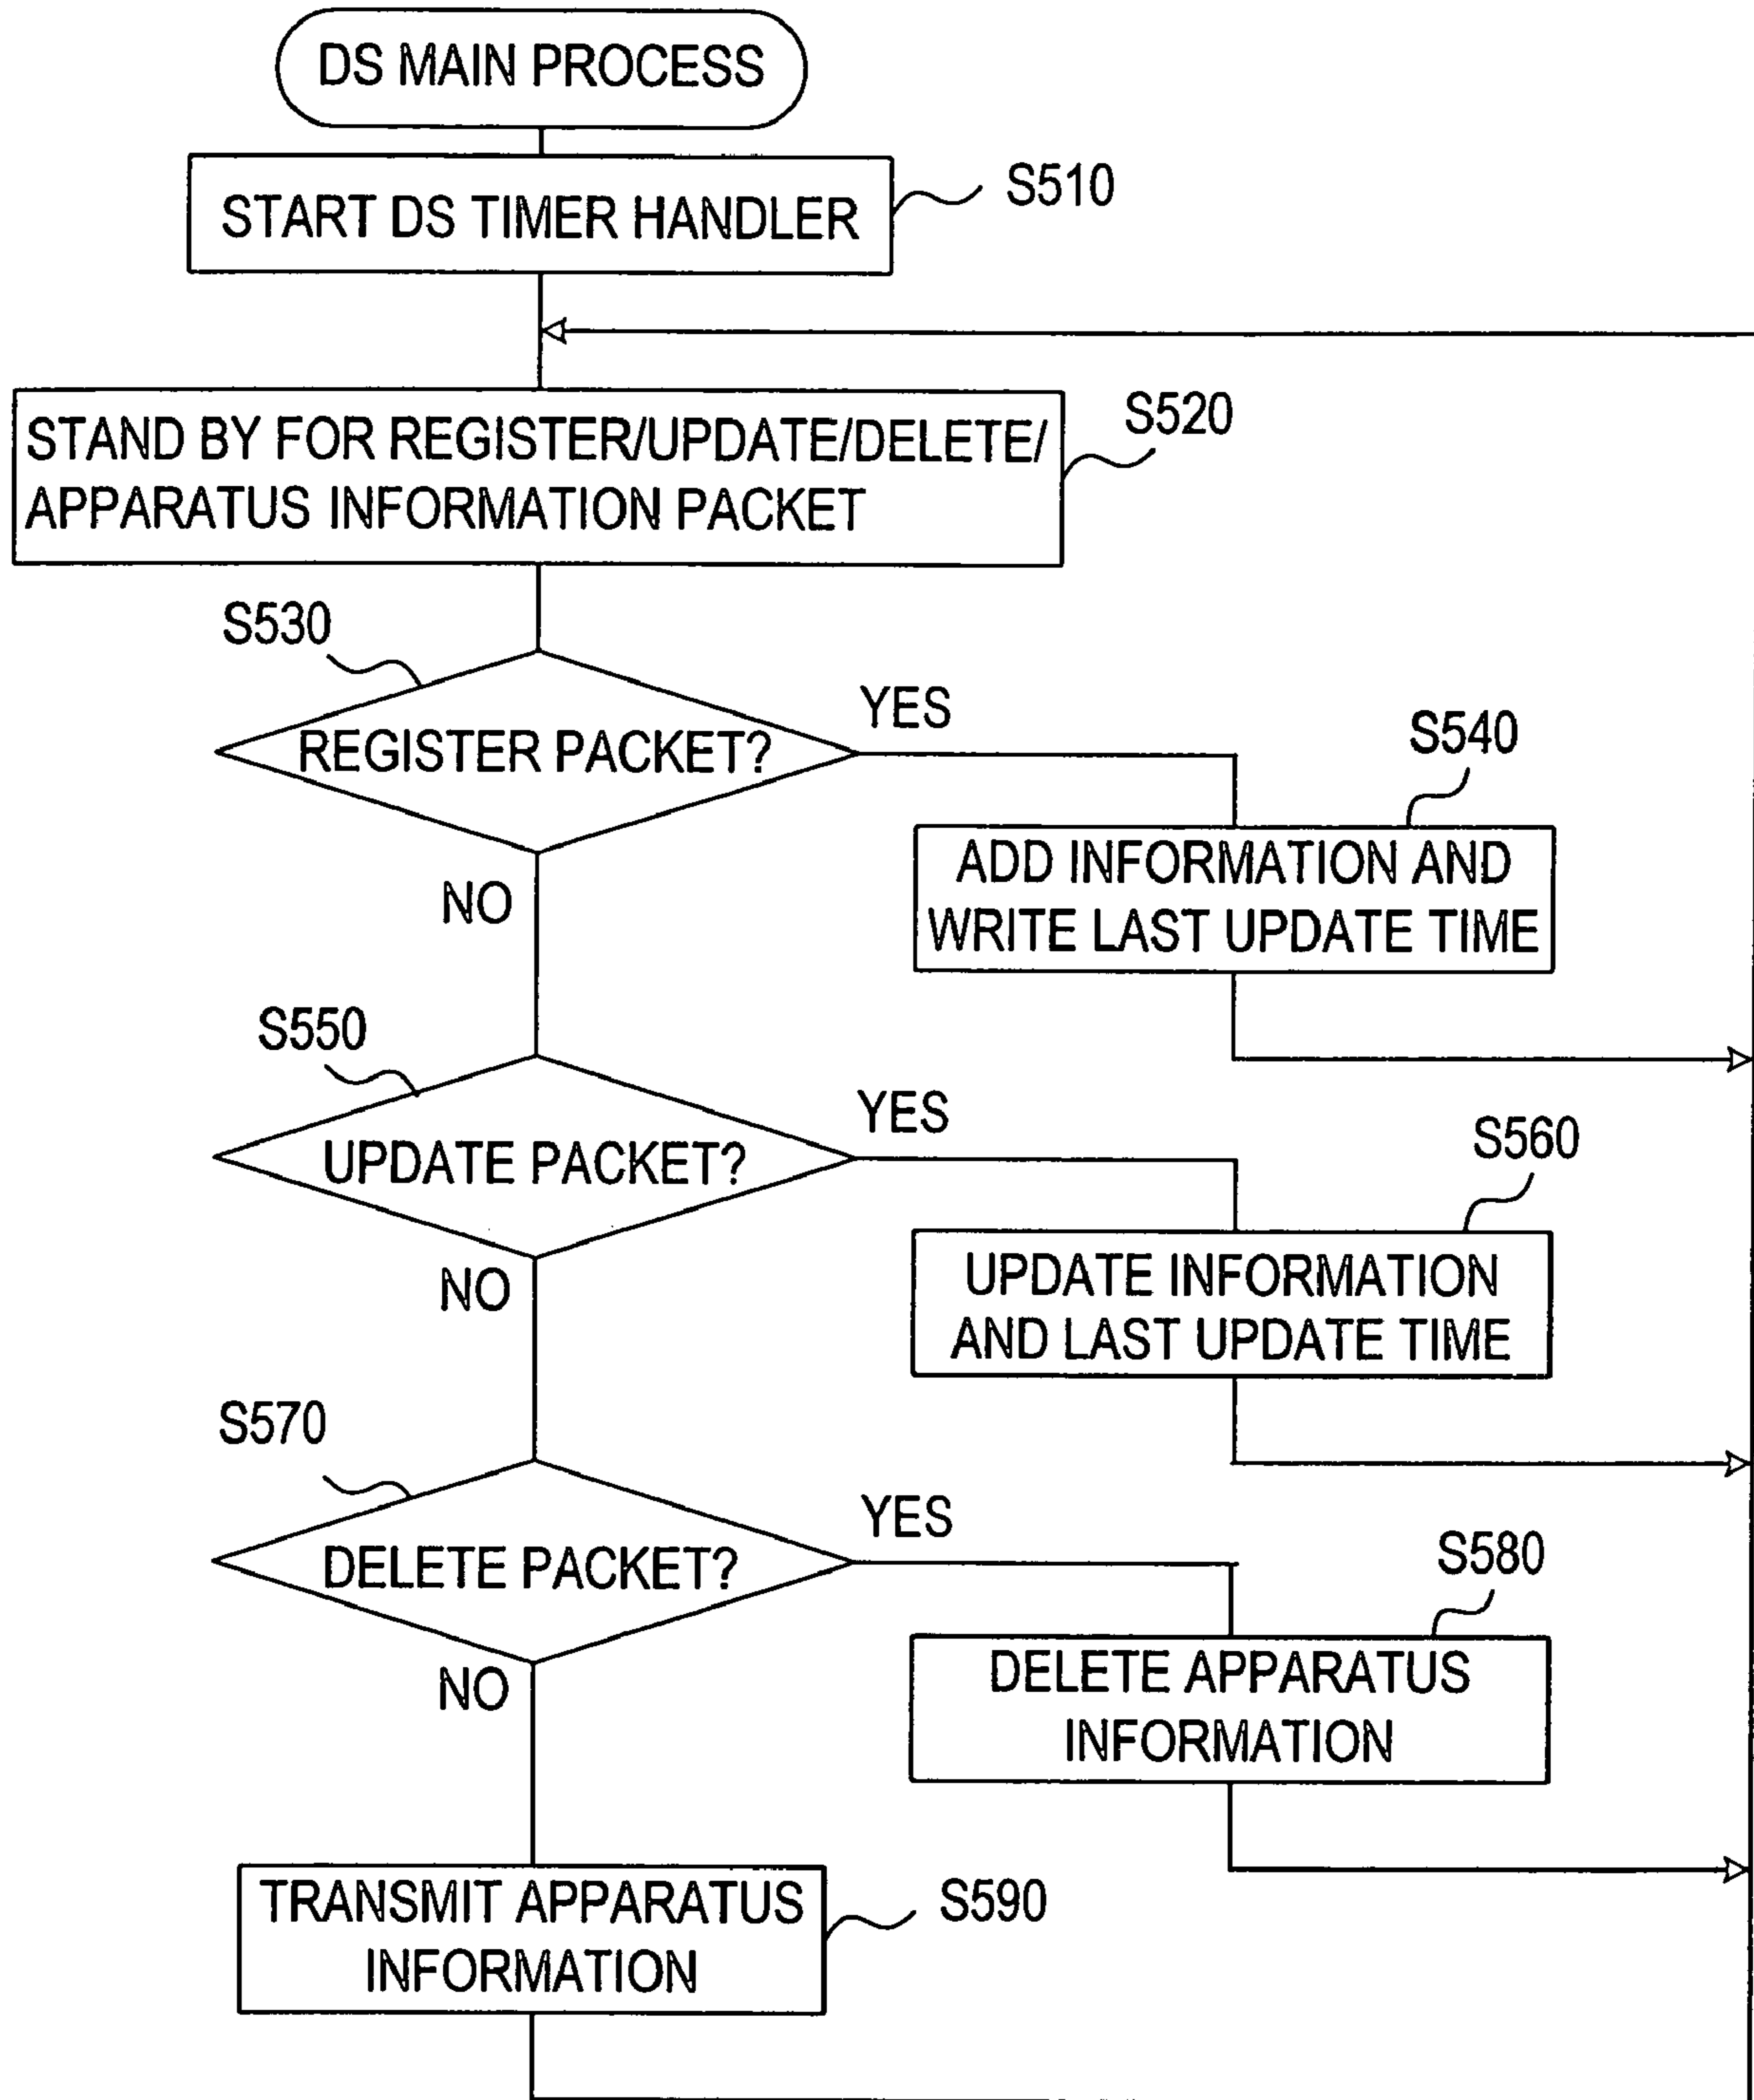 DS MAIN PROCESS
START DS TIMER HANDLER
S510
STAND BY FOR REGISTER/UPDATE/DELETE/
APPARATUS INFORMATION PACKET
S520
S530
REGISTER PACKET?
YES
NO
S540
ADD INFORMATION AND
WRITE LAST UPDATE TIME
S550
UPDATE PACKET?
YES
NO
S560
UPDATE INFORMATION
AND LAST UPDATE TIME
S570
DELETE PACKET?
YES
NO
S580
DELETE APPARATUS
INFORMATION
TRANSMIT APPARATUS
INFORMATION
S590